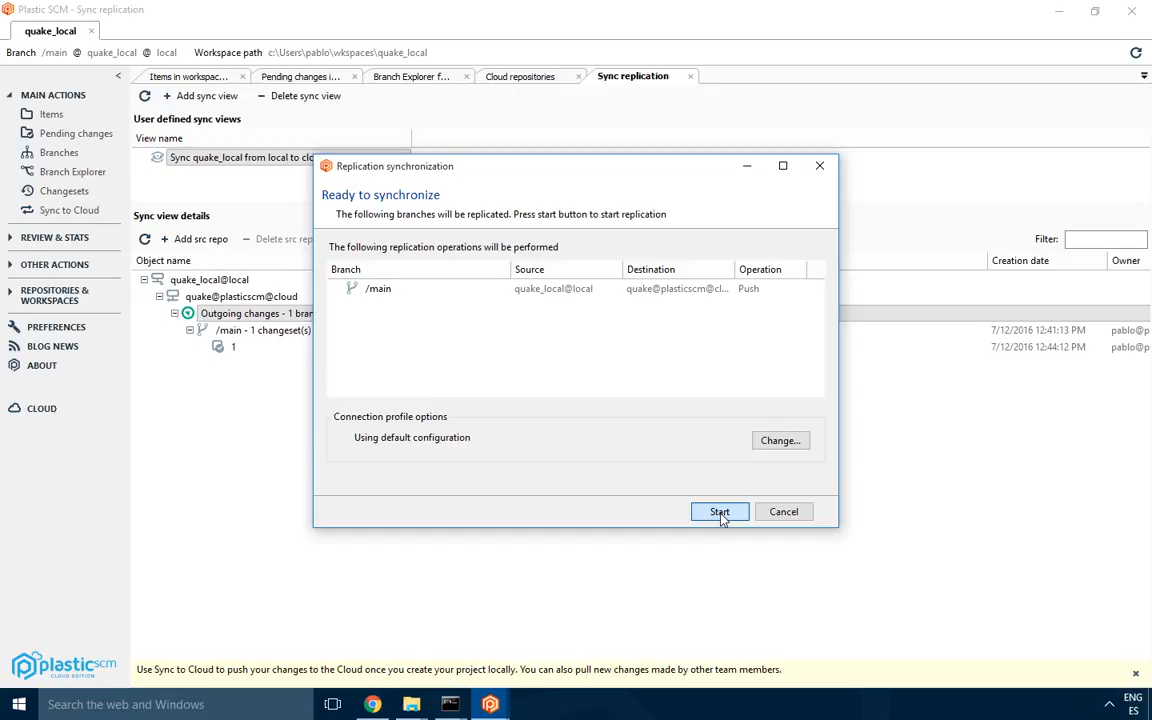 Plastic SCM - Sync replication
quake_local
Branch /main @ quake_local @ local Workspace path c:\Users\pablo\wkspaces\quake_local
MAIN ACTIONS
Items
Pending changes
Branches
Branch Explorer
Changesets
Sync to Cloud
REVIEW & STATS
OTHER ACTIONS
REPOSITORIES &
WORKSPACES
PREFERENCES
BLOG NEWS
ABOUT
CLOUD
plasticscm
CLOUD EDITION
Items in workspac... Pending changes i... Branch Explorer f... Cloud repositories Sync replication
Add sync view Delete sync view
User defined sync views
View name
Sync quake_local from local to clo
Sync view details
Add src repo Delete src rep
Filter:
Object name Creation date Owner
quake_local@local
quake@plasticscm@cloud
Outgoing changes - 1 bran
/main - 1 changeset(s) 7/12/2016 12:41:13 PM pablo@p
1 7/12/2016 12:44:12 PM pablo@p
Replication synchronization
Ready to synchronize
The following branches will be replicated. Press start button to start replication
The following replication operations will be performed
Branch Source Destination Operation
/main quake_local@local quake@plasticscm@cl... Push
Connection profile options
Using default configuration
Change...
Start Cancel
Use Sync to Cloud to push your changes to the Cloud once you create your project locally. You can also pull new changes made by other team members.
Search the web and Windows
ENG
ES